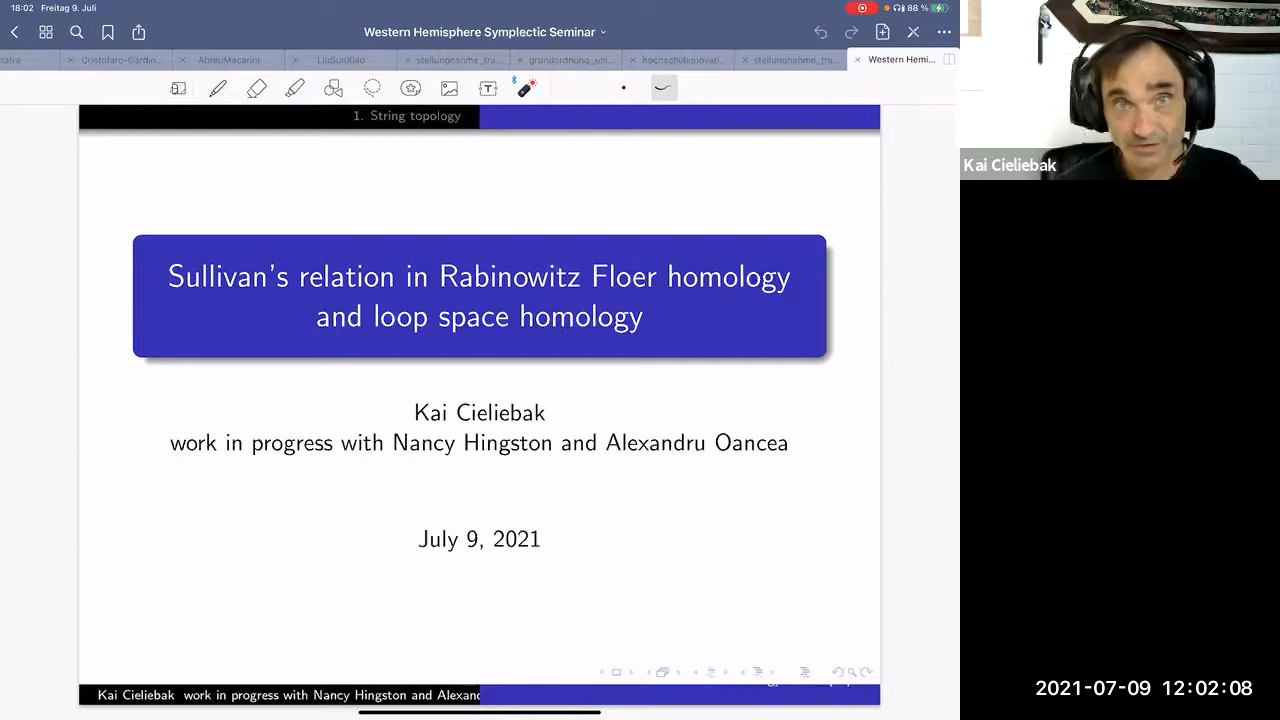 18:02 Freitag 9. Juli
88 %
Western Hemisphere Symplectic Seminar
Cristofaro-Gardin...
AbreuMacarini
LiuSunXiao
stellungnahme_tra...
grundordnung_uni...
hochschulinnovati...
stellungnahme_tra...
Western Hemi...
T
1. String topology
Sullivan's relation in Rabinowitz Floer homology
and loop space homology
Kai Cieliebak
work in progress with Nancy Hingston and Alexandru Oancea
July 9, 2021
Kai Cieliebak work in progress with Nancy Hingston and Alexand
Kai Cieliebak
2021-07-09 12:02:08